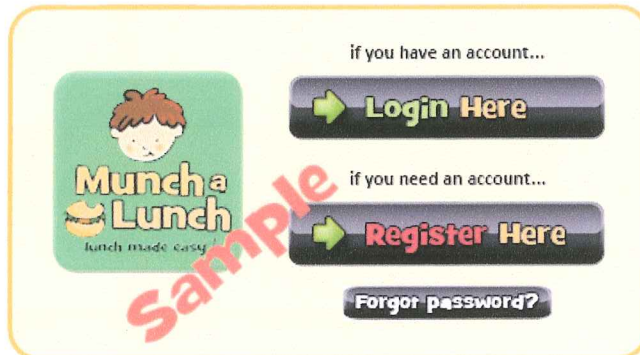 Munch a
Lunch
lunch made easy
Sample
if you have an account...
Login Here
if you need an account...
Register Here
Forgot password?